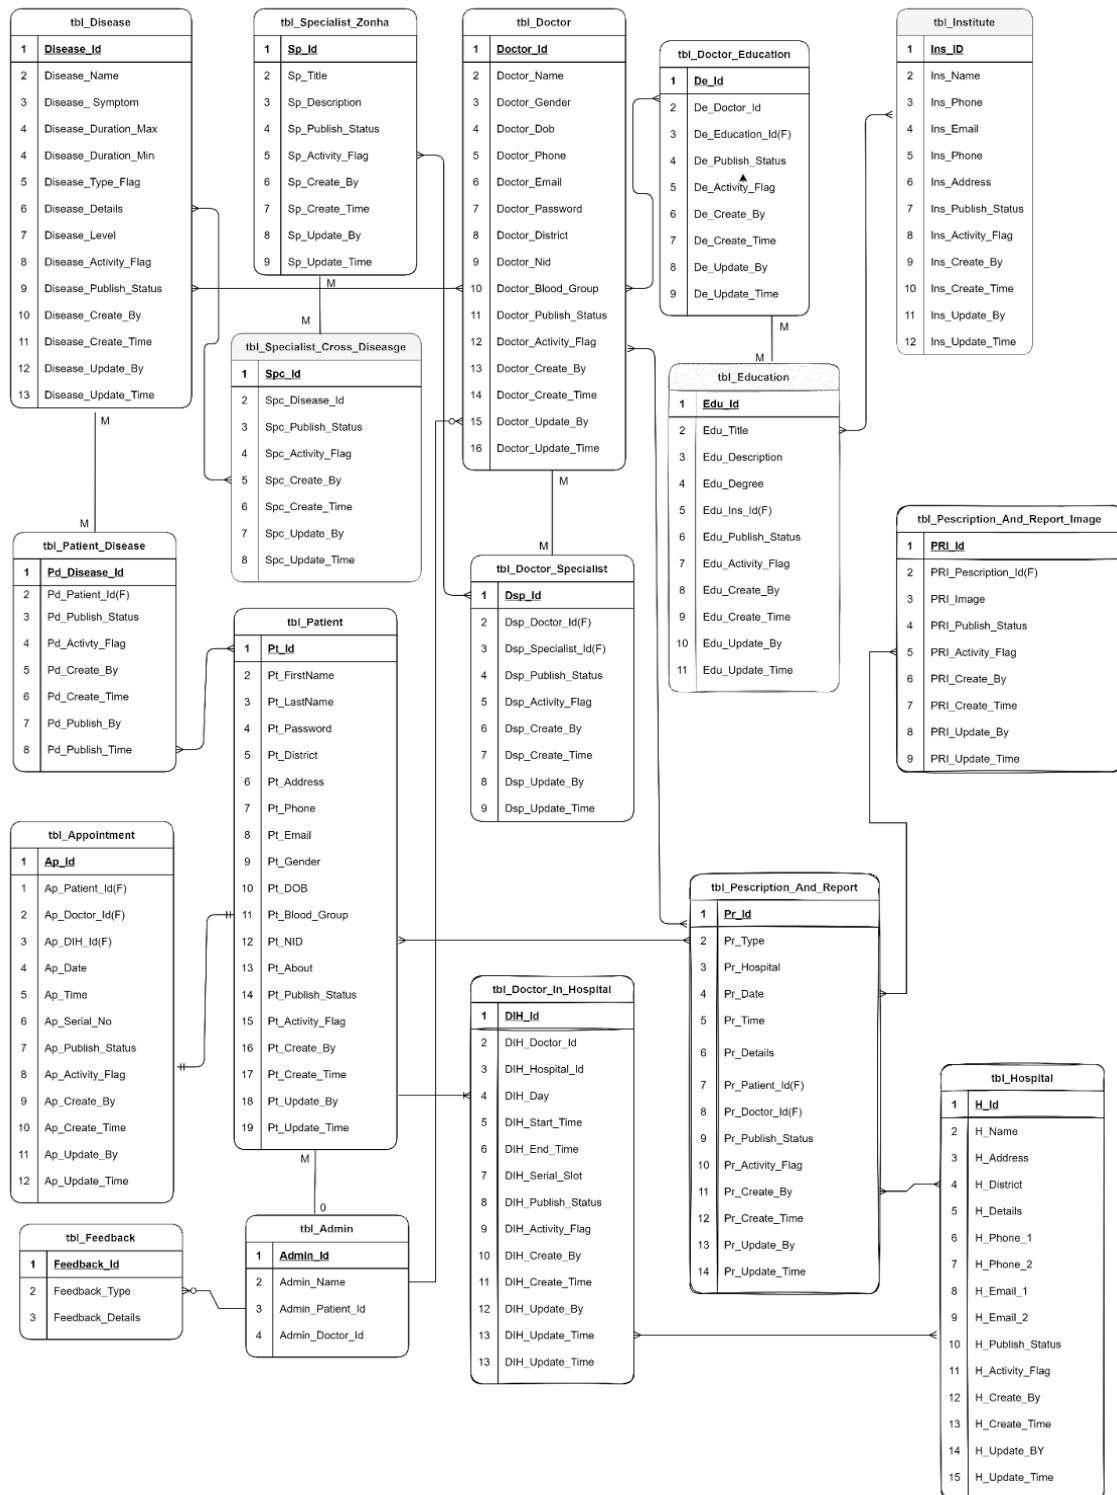 tbl_Disease
1 Disease_Id
2 Disease_Name
3 Disease_ Symptom
4 Disease_Duration_Max
4 Disease_Duration_Min
5 Disease_Type_Flag
6 Disease_Details
7 Disease_Level
8 Disease_Activity_Flag
9 Disease_Publish_Status
10 Disease_Create_By
11 Disease_Create_Time
12 Disease_Update_By
13 Disease_Update_Time
M
M
tbl_Specialist_Zonha
1 Sp_Id
2 Sp_Title
3 Sp_Description
4 Sp_Publish_Status
5 Sp_Activity_Flag
6 Sp_Create_By
7 Sp_Create_Time
8 Sp_Update_By
9 Sp_Update_Time
M
M
tbl_Specialist_Cross_Diseasge
1 Spc_Id
2 Spc_Disease_Id
3 Spc_Publish_Status
4 Spc_Activity_Flag
5 Spc_Create_By
6 Spc_Create_Time
7 Spc_Update_By
8 Spc_Update_Time
tbl_Doctor
1 Doctor_Id
2 Doctor_Name
3 Doctor_Gender
4 Doctor_Dob
5 Doctor_Phone
6 Doctor_Email
7 Doctor_Password
8 Doctor_District
9 Doctor_Nid
10 Doctor_Blood_Group
11 Doctor_Publish_Status
12 Doctor_Activity_Flag
13 Doctor_Create_By
14 Doctor_Create_Time
15 Doctor_Update_By
16 Doctor_Update_Time
M
M
tbl_Doctor_Education
1 De_Id
2 De_Doctor_Id
3 De_Education_Id(F)
4 De_Publish_Status
5 De_Activity_Flag
6 De_Create_By
7 De_Create_Time
8 De_Update_By
9 De_Update_Time
M
M
tbl_Education
1 Edu_Id
2 Edu_Title
3 Edu_Description
4 Edu_Degree
5 Edu_Ins_Id(F)
6 Edu_Publish_Status
7 Edu_Activity_Flag
8 Edu_Create_By
9 Edu_Create_Time
10 Edu_Update_By
11 Edu_Update_Time
tbl_Institute
1 Ins_ID
2 Ins_Name
3 Ins_Phone
4 Ins_Email
5 Ins_Phone
6 Ins_Address
7 Ins_Publish_Status
8 Ins_Activity_Flag
9 Ins_Create_By
10 Ins_Create_Time
11 Ins_Update_By
12 Ins_Update_Time
tbl_Pescription_And_Report_Image
1 PRI_Id
2 PRI_Pescription_Id(F)
3 PRI_Image
4 PRI_Publish_Status
5 PRI_Activity_Flag
6 PRI_Create_By
7 PRI_Create_Time
8 PRI_Update_By
9 PRI_Update_Time
tbl_Patient_Disease
1 Pd_Disease_Id
2 Pd_Patient_Id(F)
3 Pd_Publish_Status
4 Pd_Activty_Flag
5 Pd_Create_By
6 Pd_Create_Time
7 Pd_Publish_By
8 Pd_Publish_Time
tbl_Patient
1 Pt_Id
2 Pt_FirstName
3 Pt_LastName
4 Pt_Password
5 Pt_District
6 Pt_Address
7 Pt_Phone
8 Pt_Email
9 Pt_Gender
10 Pt_DOB
11 Pt_Blood_Group
12 Pt_NID
13 Pt_About
14 Pt_Publish_Status
15 Pt_Activity_Flag
16 Pt_Create_By
17 Pt_Create_Time
18 Pt_Update_By
19 Pt_Update_Time
M
0
tbl_Doctor_Specialist
1 Dsp_Id
2 Dsp_Doctor_Id(F)
3 Dsp_Specialist_Id(F)
4 Dsp_Publish_Status
5 Dsp_Activity_Flag
6 Dsp_Create_By
7 Dsp_Create_Time
8 Dsp_Update_By
9 Dsp_Update_Time
tbl_Appointment
1 Ap_Id
1 Ap_Patient_Id(F)
2 Ap_Doctor_Id(F)
3 Ap_DIH_Id(F)
4 Ap_Date
5 Ap_Time
6 Ap_Serial_No
7 Ap_Publish_Status
8 Ap_Activity_Flag
9 Ap_Create_By
10 Ap_Create_Time
11 Ap_Update_By
12 Ap_Update_Time
tbl_Pescription_And_Report
1 Pr_Id
2 Pr_Type
3 Pr_Hospital
4 Pr_Date
5 Pr_Time
6 Pr_Details
7 Pr_Patient_Id(F)
8 Pr_Doctor_Id(F)
9 Pr_Publish_Status
10 Pr_Activity_Flag
11 Pr_Create_By
12 Pr_Create_Time
13 Pr_Update_By
14 Pr_Update_Time
tbl_Doctor_In_Hospital
1 DIH_Id
2 DIH_Doctor_Id
3 DIH_Hospital_Id
4 DIH_Day
5 DIH_Start_Time
6 DIH_End_Time
7 DIH_Serial_Slot
8 DIH_Publish_Status
9 DIH_Activity_Flag
10 DIH_Create_By
11 DIH_Create_Time
12 DIH_Update_By
13 DIH_Update_Time
13 DIH_Update_Time
tbl_Hospital
1 H_Id
2 H_Name
3 H_Address
4 H_District
5 H_Details
6 H_Phone_1
7 H_Phone_2
8 H_Email_1
9 H_Email_2
10 H_Publish_Status
11 H_Activity_Flag
12 H_Create_By
13 H_Create_Time
14 H_Update_BY
15 H_Update_Time
tbl_Feedback
1 Feedback_Id
2 Feedback_Type
3 Feedback_Details
tbl_Admin
1 Admin_Id
2 Admin_Name
3 Admin_Patient_Id
4 Admin_Doctor_Id